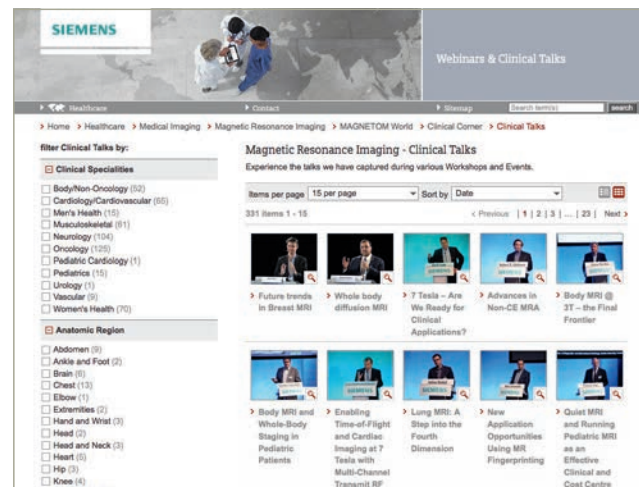 SIEMENS
Webinars & Clinical Talks
Healthcare
Contact
Sitemap
Search term(s)
search
Home > Healthcare > Medical Imaging > Magnetic Resonance Imaging > MAGNETOM World > Clinical Corner > Clinical Talks
filter Clinical Talks by:
Clinical Specialities
Body/Non-Oncology (52)
Cardiology/Cardiovascular (65)
Men's Health (15)
Musculoskeletal (61)
Neurology (104)
Oncology (125)
Pediatric Cardiology (1)
Pediatrics (15)
Urology (1)
Vascular (9)
Women's Health (70)
Anatomic Region
Abdomen (9)
Ankle and Foot (2)
Brain (6)
Chest (13)
Elbow (1)
Extremities (2)
Hand and Wrist (3)
Head (2)
Head and Neck (3)
Heart (5)
Hip (3)
Knee (4)
Magnetic Resonance Imaging - Clinical Talks
Experience the talks we have captured during various Workshops and Events.
Items per page 15 per page Sort by Date
331 items 1 - 15 < Previous | 1 | 2 | 3 | ... | 23 | Next >
Future trends
in Breast MRI
Whole body
diffusion MRI
7 Tesla – Are
We Ready for
Clinical
Applications?
Advances in
Non-CE MRA
Body MRI @
3T – the Final
Frontier
SIEMENS
SIEMENS
SIEMENS
Body MRI and
Whole-Body
Staging in
Pediatric
Patients
Enabling
Time-of-Flight
and Cardiac
Imaging at 7
Tesla with
Multi-Channel
Transmit RF
Lung MRI: A
Step into the
Fourth
Dimension
New
Application
Opportunities
Using MR
Fingerprinting
Quiet MRI
and Running
Pediatric MRI
as an
Effective
Clinical and
Cost Centre